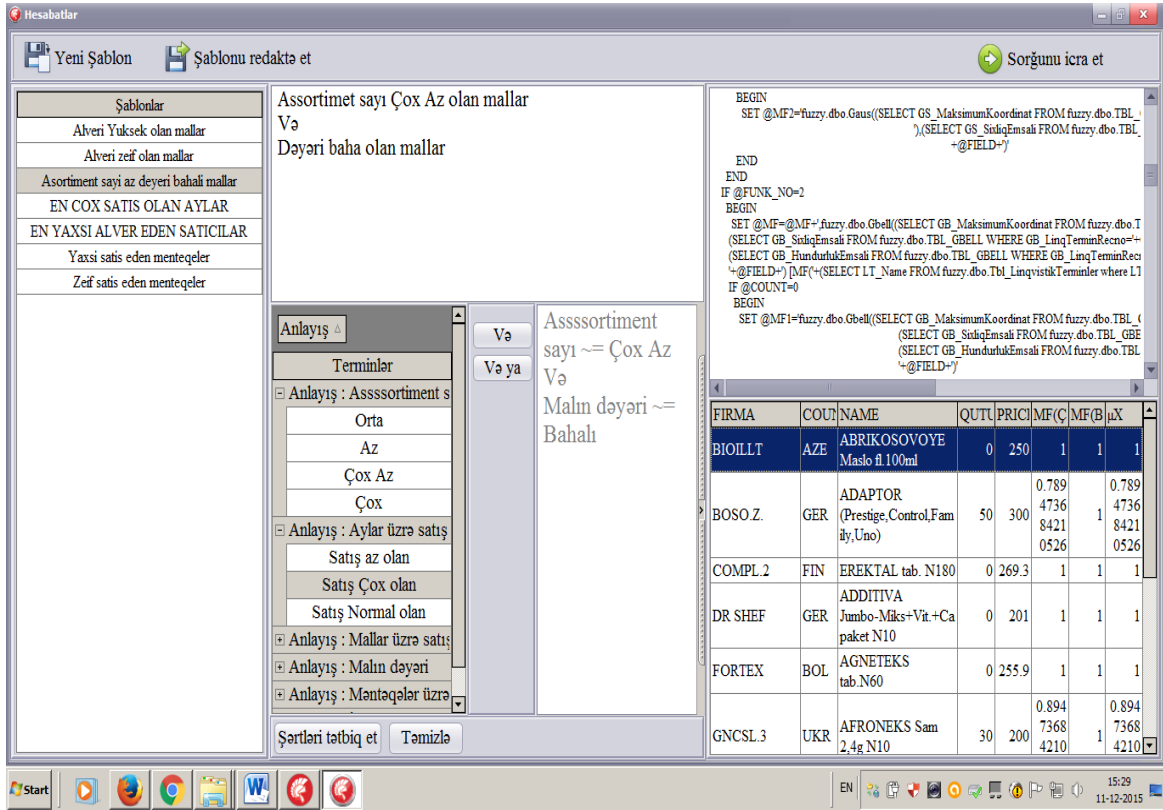 Hesabatlar
Yeni Şablon
Şablonu redaktə et
Sorğunu icra et
Şablonlar
Alveri Yuksek olan mallar
Alveri zeif olan mallar
Asortiment sayi az deyeri bahali mallar
EN COX SATIS OLAN AYLAR
EN YAXSI ALVER EDEN SATICILAR
Yaxsi satis eden menteqeler
Zeif satis eden menteqeler
Assortimet sayı Çox Az olan mallar
Və
Dəyəri baha olan mallar
Anlayış
Terminlər
Anlayış : Assssortiment s
Orta
Az
Çox Az
Çox
Anlayış : Aylar üzrə satış
Satış az olan
Satış Çox olan
Satış Normal olan
Anlayış : Mallar üzrə satış
Anlayış : Malın dəyəri
Anlayış : Məntəqələr üzrə
Və
Və ya
Assssortiment
sayı ~= Çox Az
Və
Malın dəyəri ~=
Bahalı
Şərtləri tətbiq et
Təmizlə
BEGIN
SET @MF2='fuzzy.dbo.Gaus((SELECT GS_MaksimumKoordinat FROM fuzzy.dbo.TBL_
'),(SELECT GS_SixliqEmsali FROM fuzzy.dbo.TBL_
+@FIELD+')'
END
END
IF @FUNK_NO=2
BEGIN
SET @MF=@MF+',fuzzy.dbo.Gbell((SELECT GB_MaksimumKoordinat FROM fuzzy.dbo.T
(SELECT GB_SixliqEmsali FROM fuzzy.dbo.TBL_GBELL WHERE GB_LinqTerminRecno='+
(SELECT GB_HundurlukEmsali FROM fuzzy.dbo.TBL_GBELL WHERE GB_LinqTerminRec
'+@FIELD+') [MF('+(SELECT LT_Name FROM fuzzy.dbo.Tbl_LinqvistikTerminler where LT
IF @COUNT=0
BEGIN
SET @MF1='fuzzy.dbo.Gbell((SELECT GB_MaksimumKoordinat FROM fuzzy.dbo.TBL_
(SELECT GB_SixliqEmsali FROM fuzzy.dbo.TBL_GBE
(SELECT GB_HundurlukEmsali FROM fuzzy.dbo.TBL
'+@FIELD+')'
FIRMA COUN NAME QUTU PRICI MF(Ç MF(B µX
BIOILLT AZE ABRIKOSOVOYE Maslo fl.100ml 0 250 1 1 1
BOSO.Z. GER ADAPTOR (Prestige,Control,Family,Uno) 50 300 0.789473684210526 1 0.789473684210526
COMPL.2 FIN EREKTAL tab. N180 0 269.3 1 1 1
DR SHEF GER ADDITIVA Jumbo-Miks+Vit.+Ca paket N10 0 201 1 1 1
FORTEX BOL AGNETEKS tab.N60 0 255.9 1 1 1
GNCSL.3 UKR AFRONEKS Sam 2,4g N10 30 200 0.89473684210 1 0.89473684210
Start
EN
15:29
11-12-2015